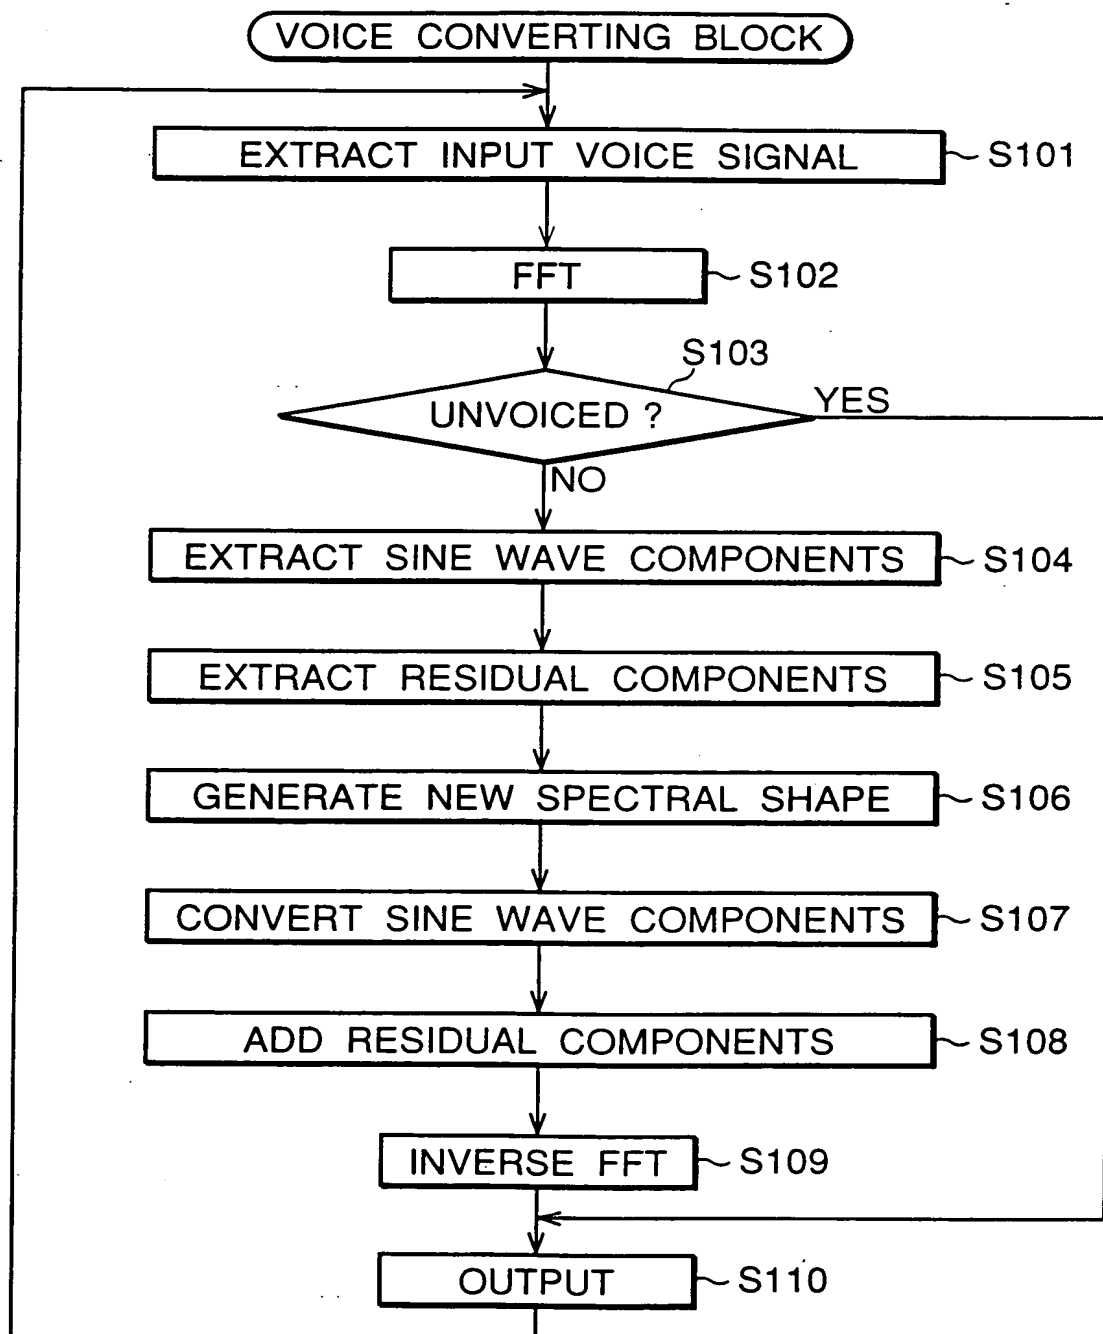 VOICE CONVERTING BLOCK
EXTRACT INPUT VOICE SIGNAL S101
FFT S102
S103
UNVOICED ? YES
NO
EXTRACT SINE WAVE COMPONENTS S104
EXTRACT RESIDUAL COMPONENTS S105
GENERATE NEW SPECTRAL SHAPE S106
CONVERT SINE WAVE COMPONENTS S107
ADD RESIDUAL COMPONENTS S108
INVERSE FFT S109
OUTPUT S110